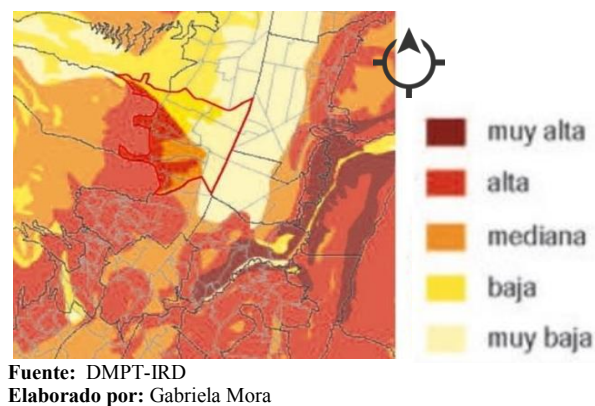 muy alta
alta
mediana
baja
muy baja
Fuente: DMPT-IRD
Elaborado por: Gabriela Mora